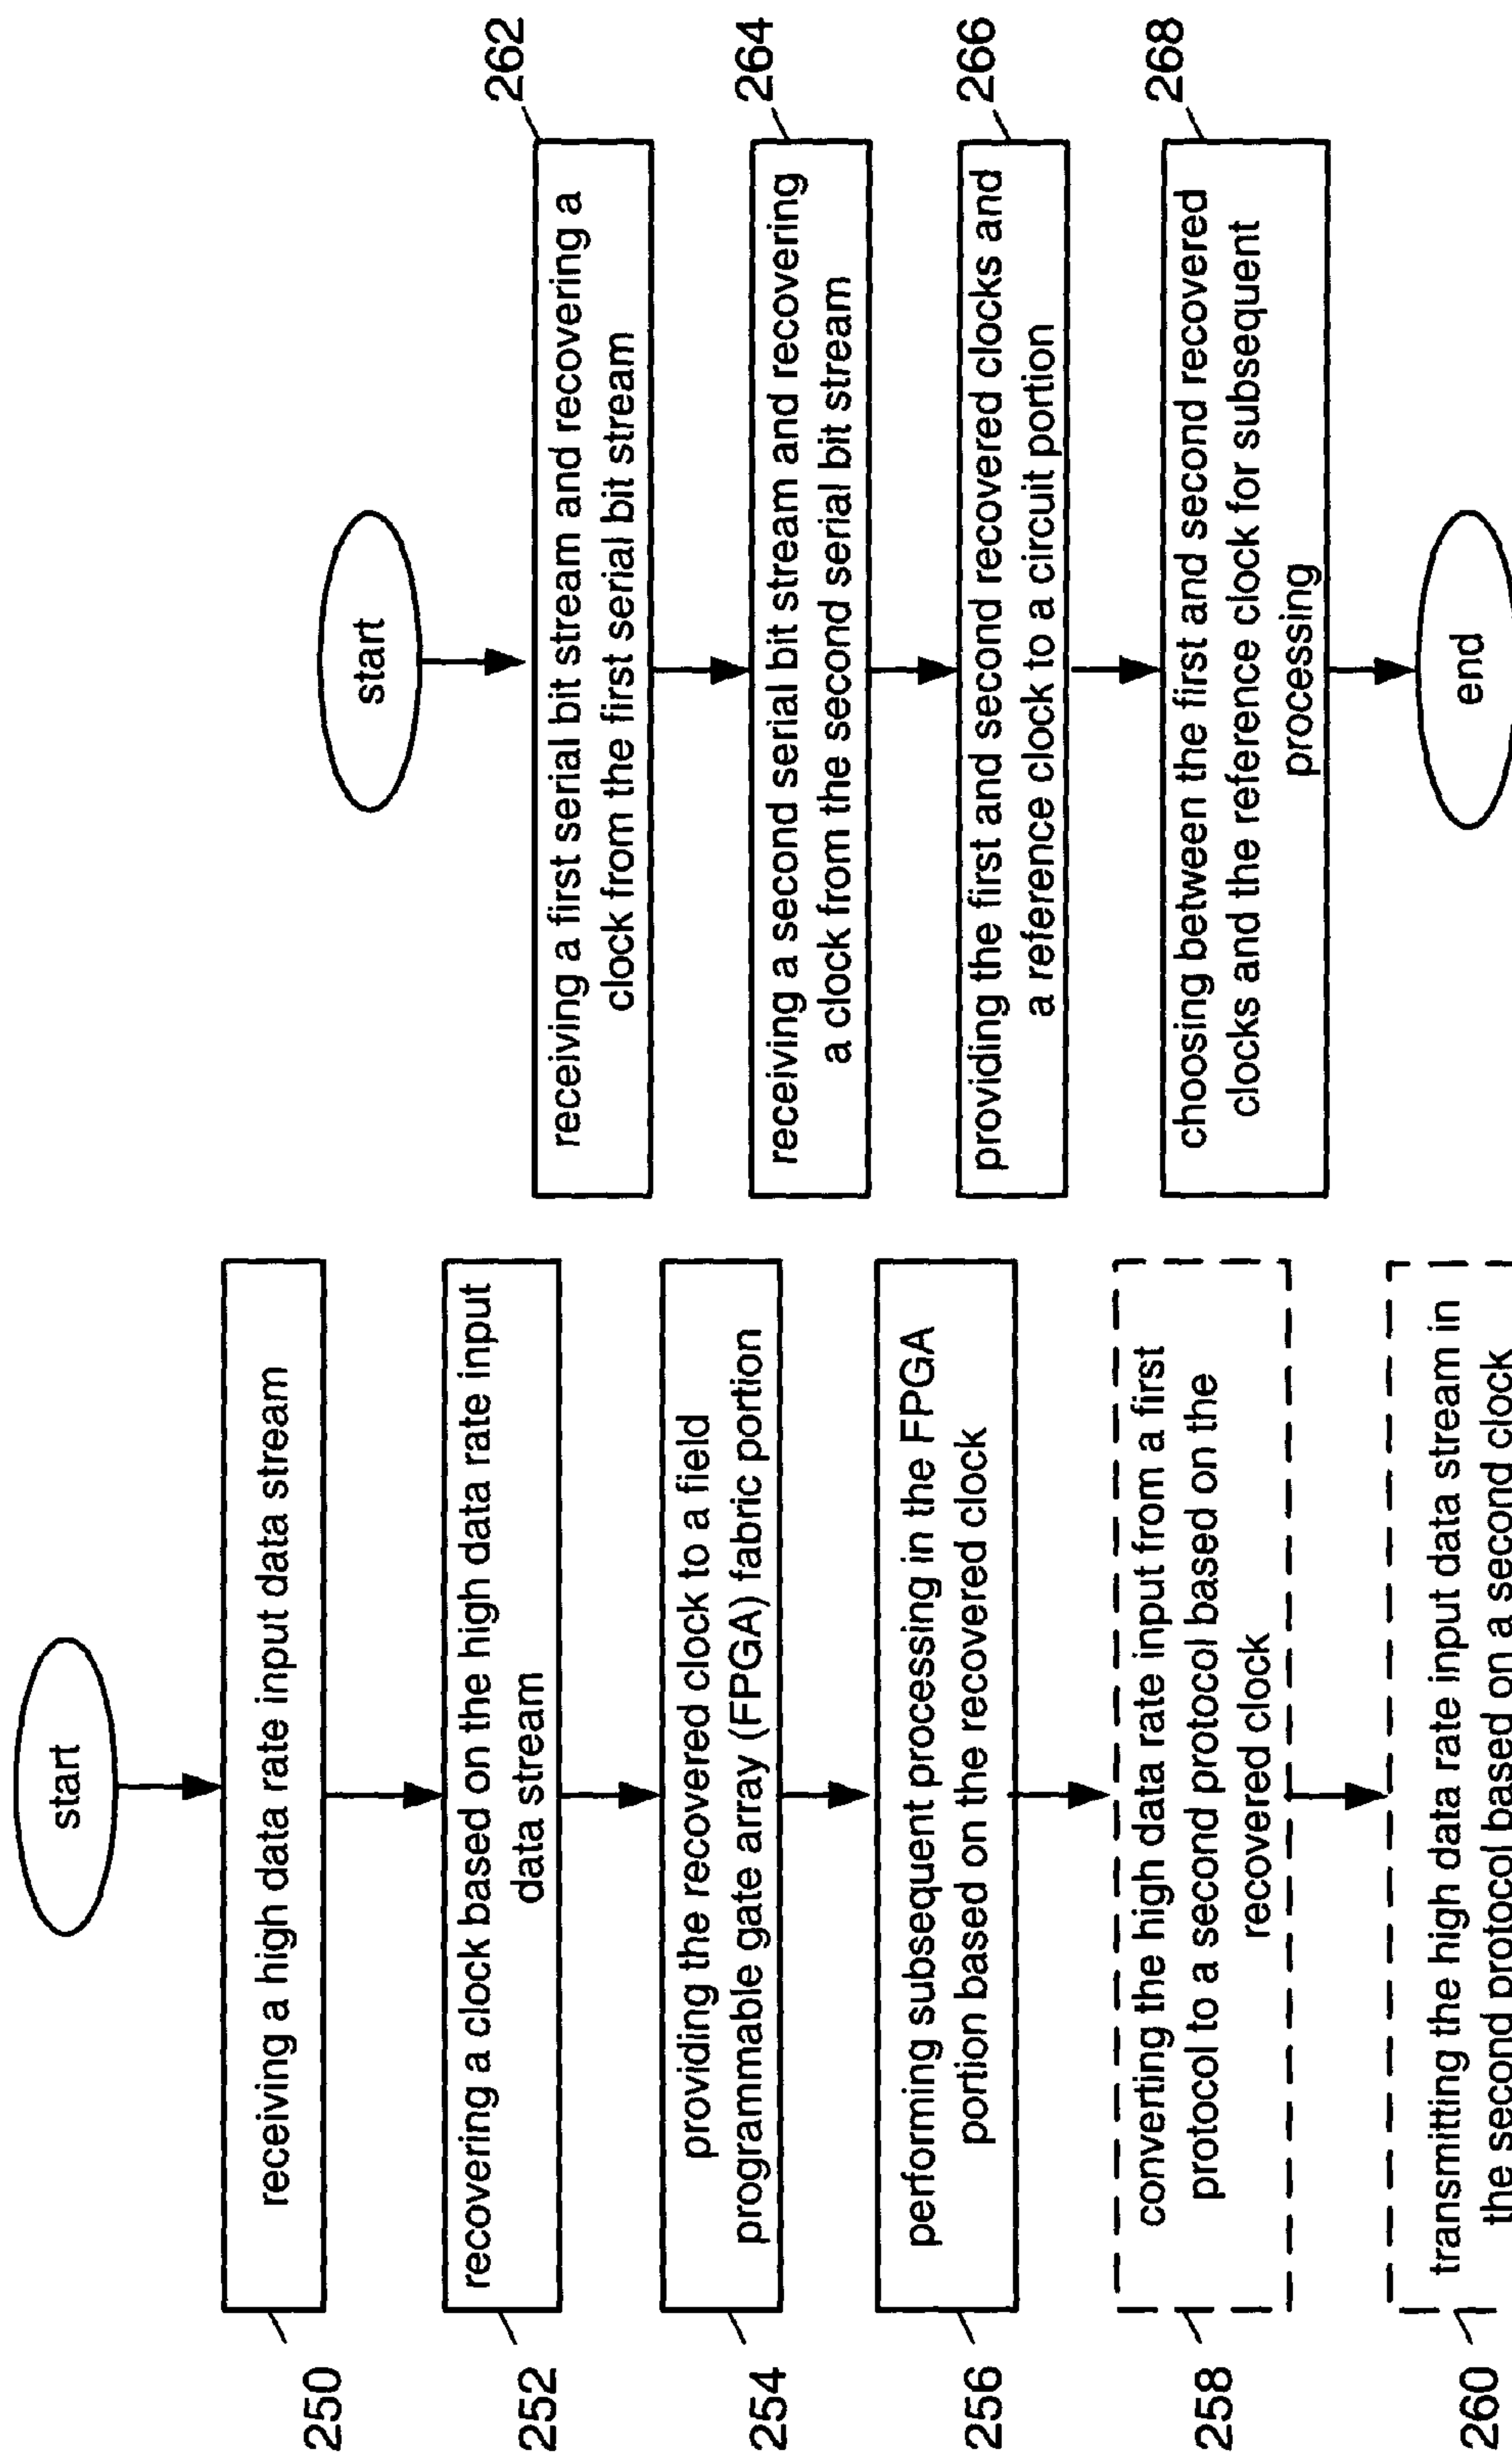 start
250
receiving a high data rate input data stream
252
recovering a clock based on the high data rate input
data stream
254
providing the recovered clock to a field
programmable gate array (FPGA) fabric portion
256
performing subsequent processing in the FPGA
portion based on the recovered clock
258
converting the high data rate input from a first
protocol to a second protocol based on the
recovered clock
260
transmitting the high data rate input data stream in
the second protocol based on a second clock
start
262
receiving a first serial bit stream and recovering a
clock from the first serial bit stream
264
receiving a second serial bit stream and recovering
a clock from the second serial bit stream
266
providing the first and second recovered clocks and
a reference clock to a circuit portion
268
choosing between the first and second recovered
clocks and the reference clock for subsequent
processing
end